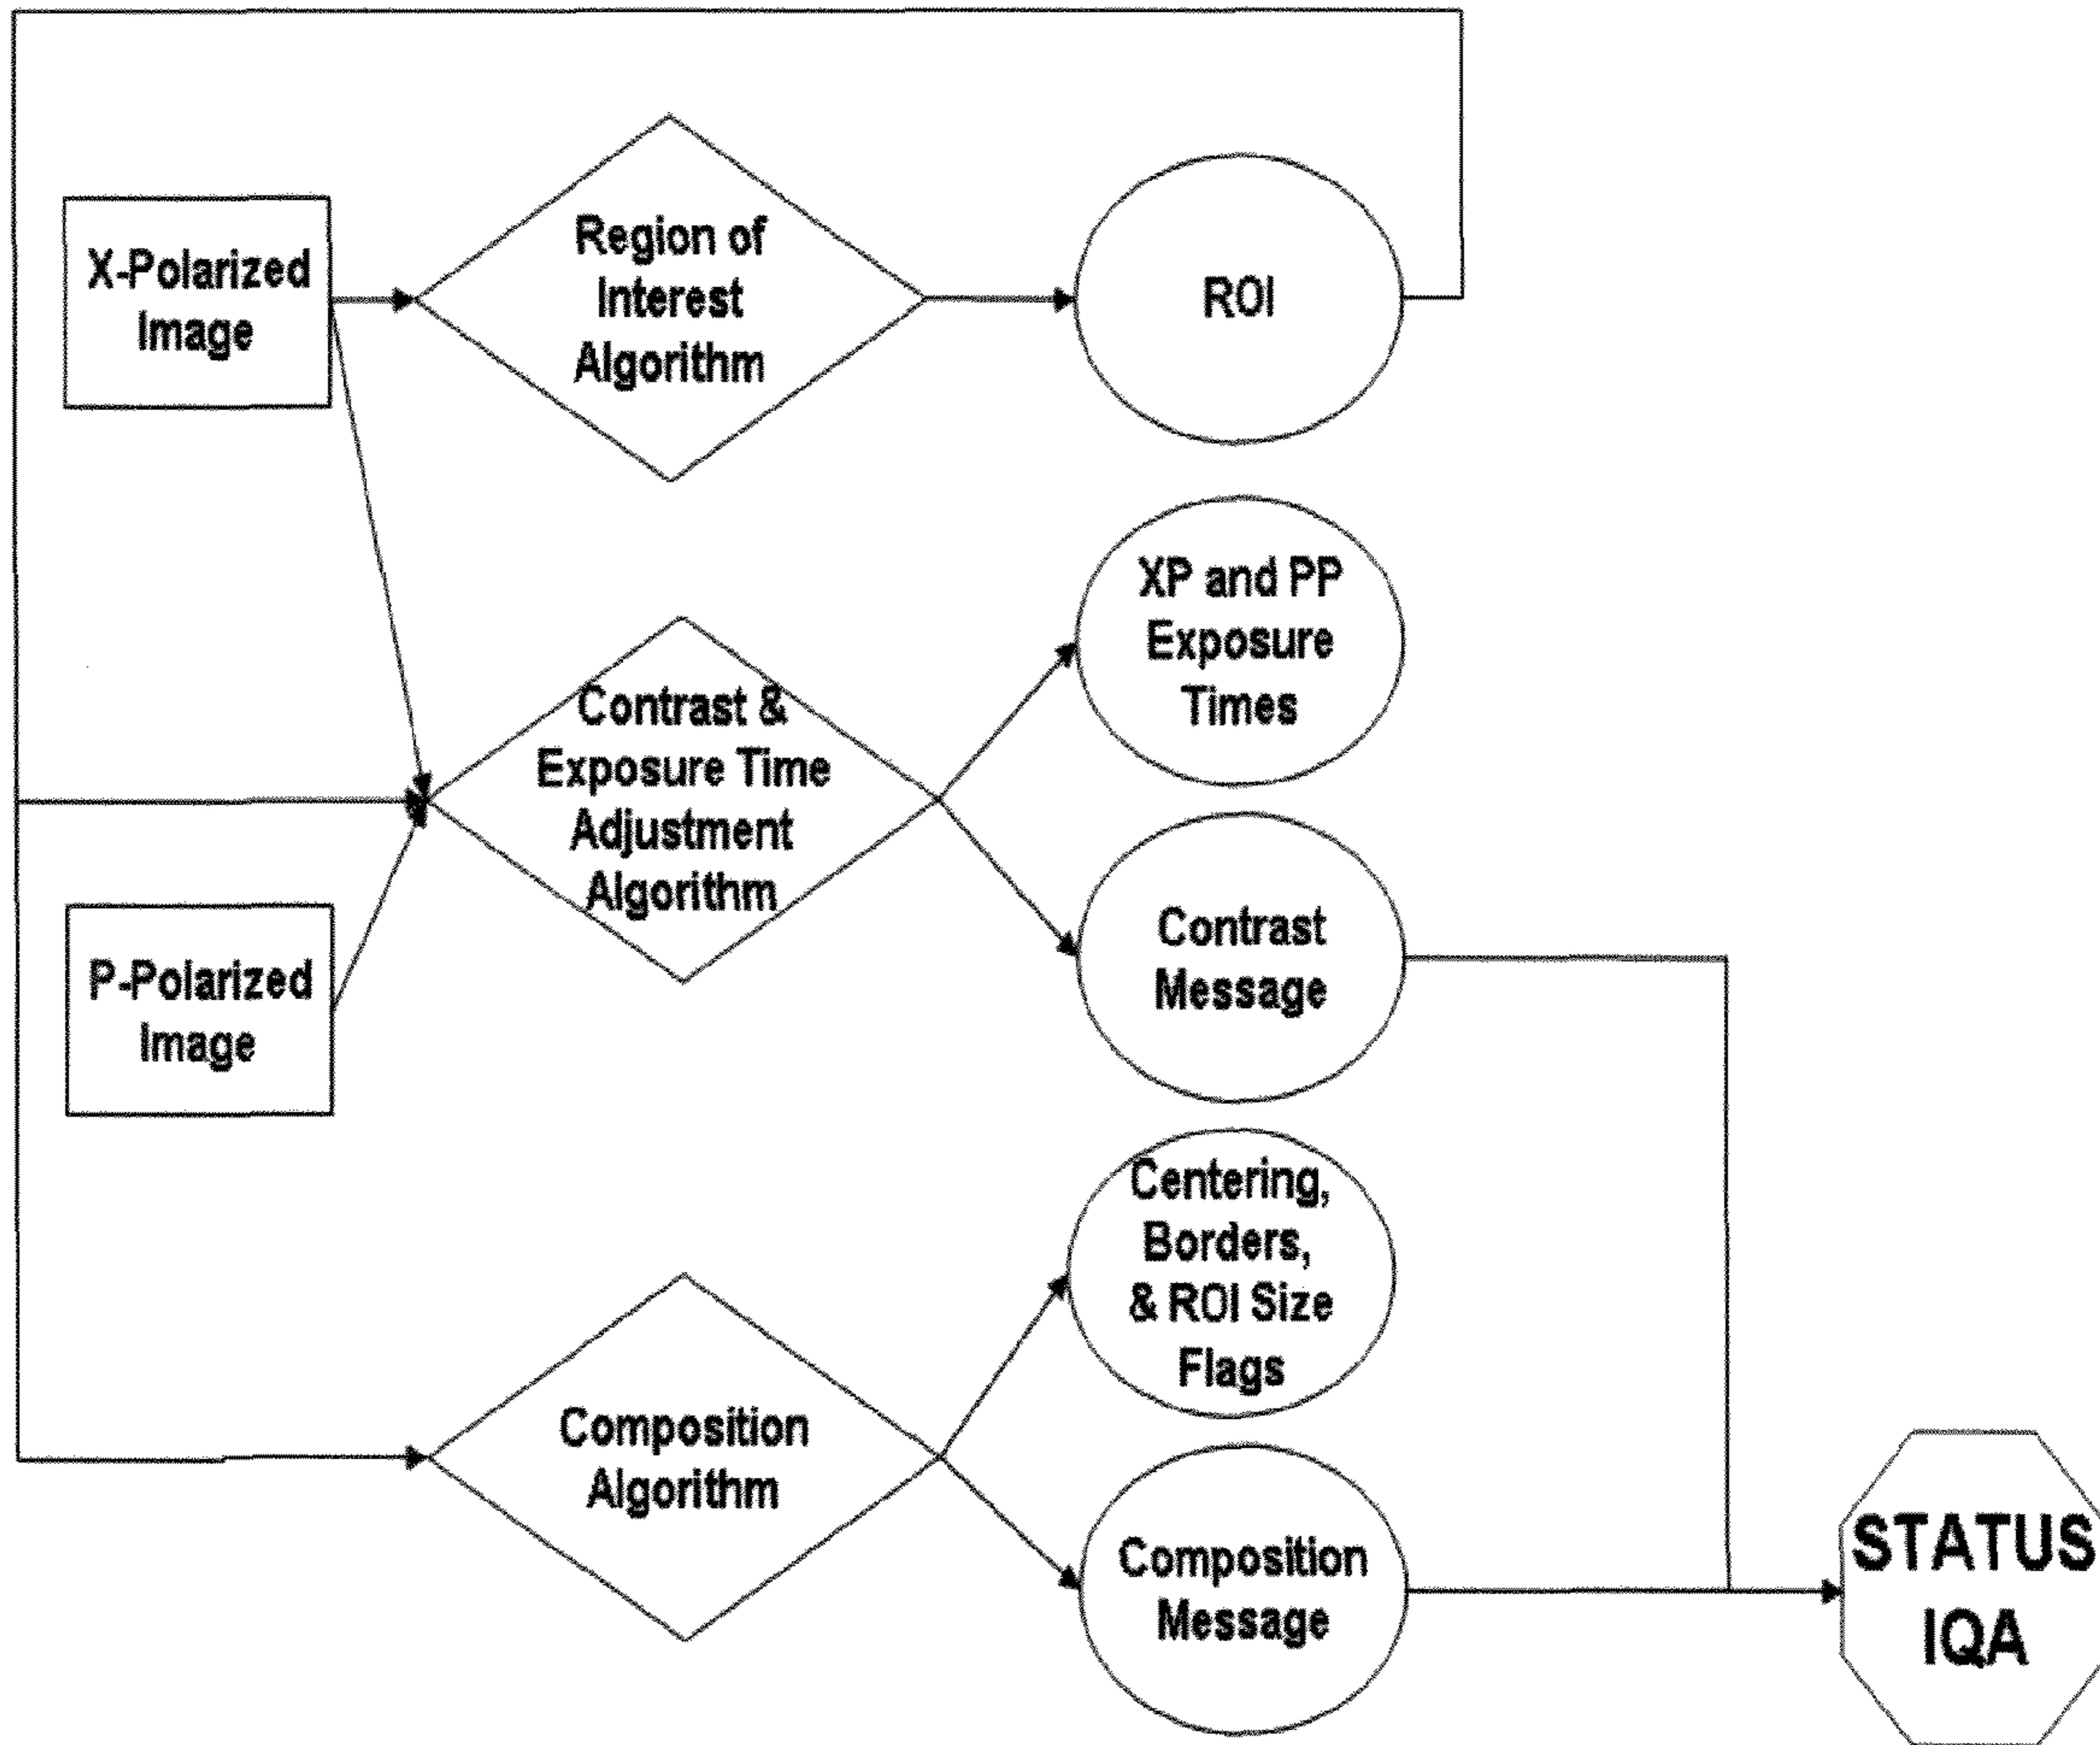 X-Polarized
Image
Region of
Interest
Algorithm
ROI
XP and PP
Exposure
Times
Contrast &
Exposure Time
Adjustment
Algorithm
P-Polarized
Image
Contrast
Message
Centering,
Borders,
& ROI Size
Flags
Composition
Algorithm
Composition
Message
STATUS
IQA